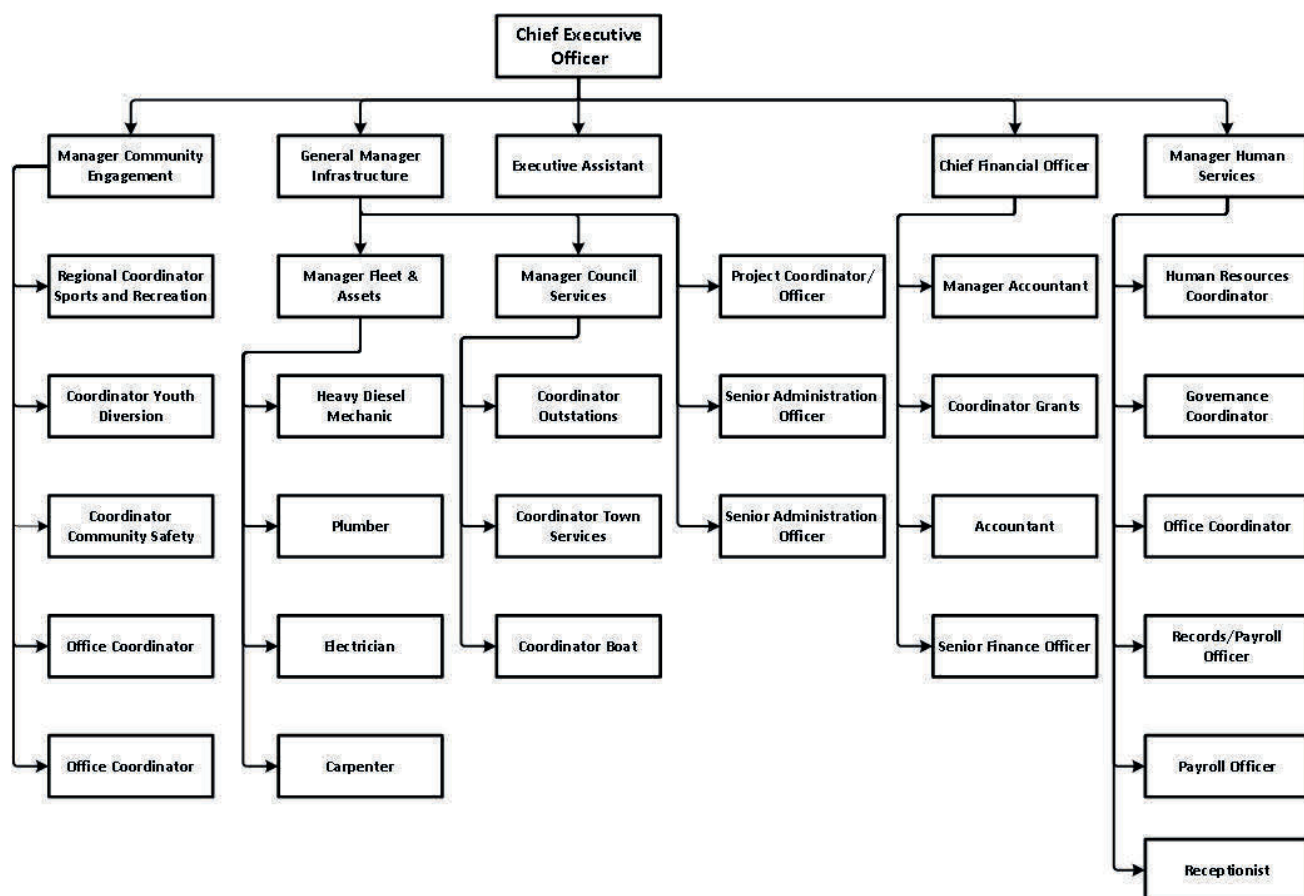 Chief Executive
Officer
Manager Community
Engagement
General Manager
Infrastructure
Executive Assistant
Chief Financial Officer
Manager Human
Services
Regional Coordinator
Sports and Recreation
Manager Fleet &
Assets
Manager Council
Services
Project Coordinator/
Officer
Manager Accountant
Human Resources
Coordinator
Coordinator Youth
Diversion
Heavy Diesel
Mechanic
Coordinator
Outstations
Senior Administration
Officer
Coordinator Grants
Governance
Coordinator
Coordinator
Community Safety
Plumber
Coordinator Town
Services
Senior Administration
Officer
Accountant
Office Coordinator
Office Coordinator
Electrician
Coordinator Boat
Senior Finance Officer
Records/Payroll
Officer
Office Coordinator
Carpenter
Payroll Officer
Receptionist